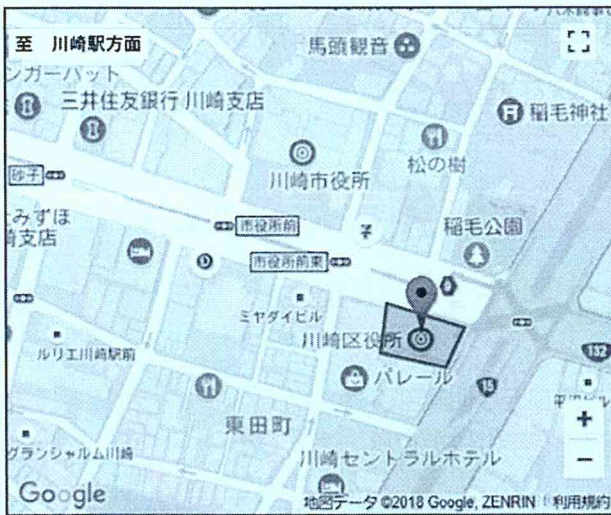 至 川崎駅方面
馬頭観音
ンガーハット
三井住友銀行 川崎支店
稲毛神社
川崎市役所
松の樹
砂子
市役所前
稲毛公園
みずほ
崎支店
市役所前東
ミヤダイビル
川崎区役所
ルリエ川崎駅前
パレール
15
132
東田町
グランシャルム川崎
川崎セントラルホテル
+
−
Google
地図データ ©2018 Google, ZENRIN 利用規約